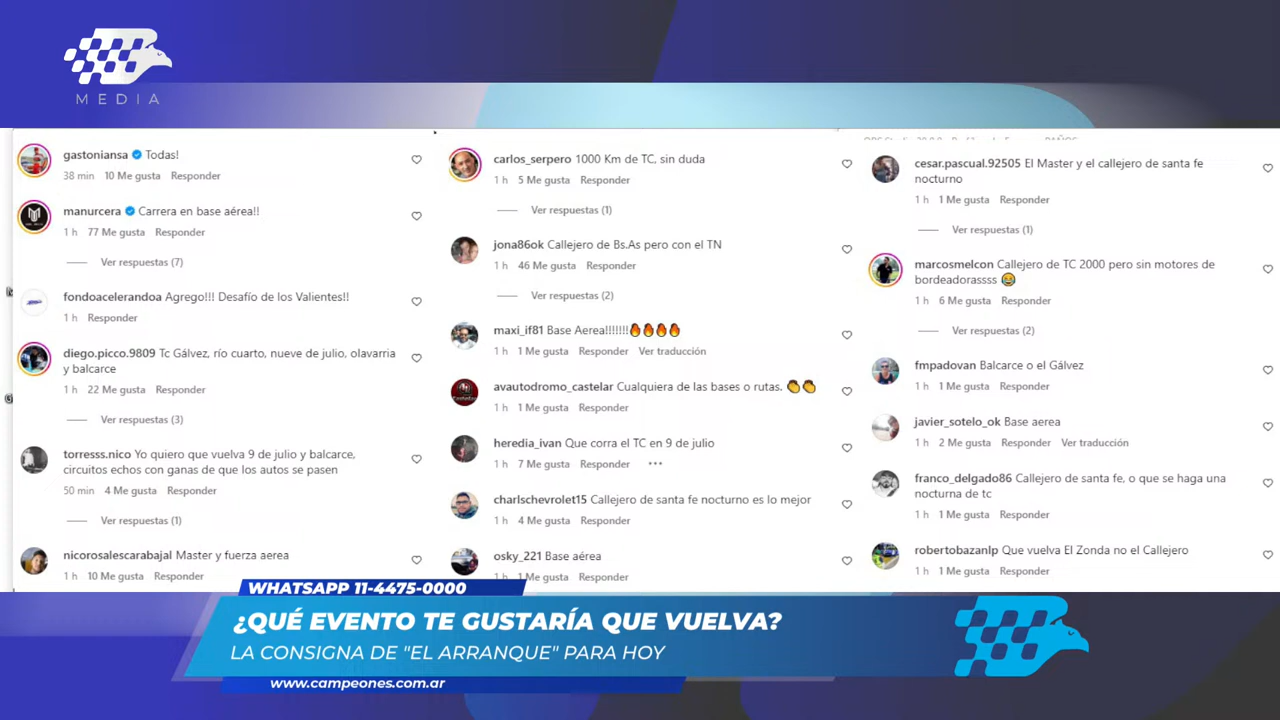 MEDIA
gastoniansa Todas!
38 min 10 Me gusta Responder
manurcera Carrera en base aérea!!
1 h 77 Me gusta Responder
Ver respuestas (7)
fondoacelerandoa Agrego!!! Desafío de los Valientes!!
1 h Responder
diego.picco.9809 Tc Gálvez, río cuarto, nueve de julio, olavarria
y balcarce
1 h 22 Me gusta Responder
Ver respuestas (3)
torresss.nico Yo quiero que vuelva 9 de julio y balcarce,
circuitos echos con ganas de que los autos se pasen
50 min 4 Me gusta Responder
Ver respuestas (1)
nicorosalescarabajal Master y fuerza aerea
1 h 10 Me gusta Responder
carlos_serpero 1000 Km de TC, sin duda
1 h 5 Me gusta Responder
Ver respuestas (1)
jona86ok Callejero de Bs.As pero con el TN
1 h 46 Me gusta Responder
Ver respuestas (2)
maxi_if81 Base Aerea!!!!!!!🔥🔥🔥🔥
1 h 1 Me gusta Responder Ver traducción
avautodromo_castelar Cualquiera de las bases o rutas. 👏👏
1 h 1 Me gusta Responder
heredia_ivan Que corra el TC en 9 de julio
1 h 7 Me gusta Responder •••
charlschevrolet15 Callejero de santa fe nocturno es lo mejor
1 h 4 Me gusta Responder
osky_221 Base aérea
1 h 1 Me gusta Responder
cesar.pascual.92505 El Master y el callejero de santa fe
nocturno
1 h 1 Me gusta Responder
Ver respuestas (1)
marcosmelcon Callejero de TC 2000 pero sin motores de
bordeadorassss 😂
1 h 6 Me gusta Responder
Ver respuestas (2)
fmpadovan Balcarce o el Gálvez
1 h 1 Me gusta Responder
javier_sotelo_ok Base aerea
1 h 2 Me gusta Responder Ver traducción
franco_delgado86 Callejero de santa fe, o que se haga una
nocturna de tc
1 h 1 Me gusta Responder
robertobazanlp Que vuelva El Zonda no el Callejero
1 h 1 Me gusta Responder
WHATSAPP 11-4475-0000
¿QUÉ EVENTO TE GUSTARÍA QUE VUELVA?
LA CONSIGNA DE "EL ARRANQUE" PARA HOY
www.campeones.com.ar